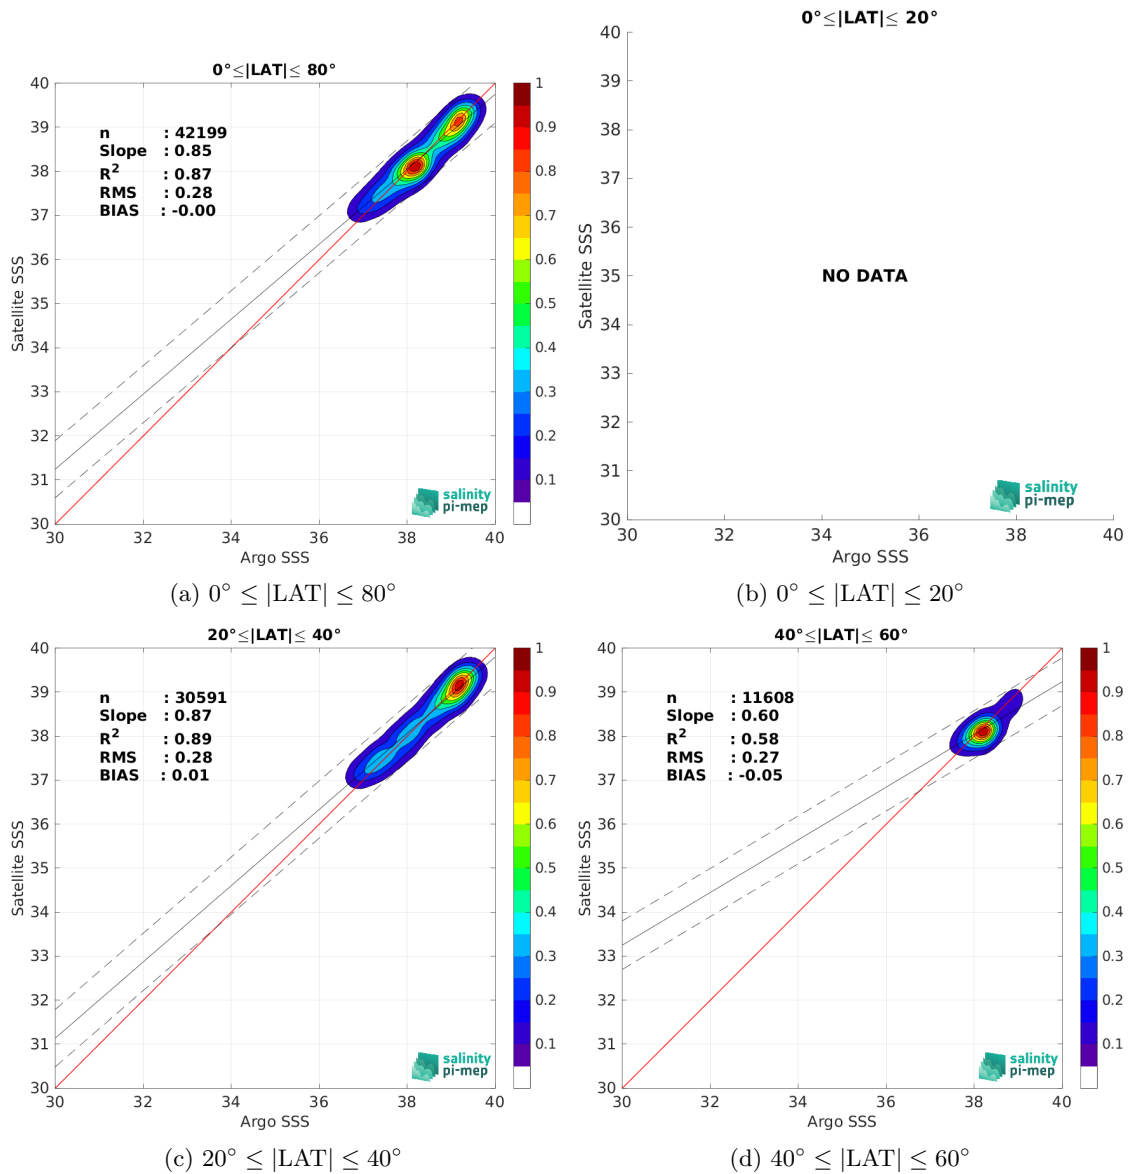 0°≤|LAT|≤ 80°
40
39
38
37
36
35
34
33
32
31
30
Satellite SSS
n : 42199
Slope : 0.85
R² : 0.87
RMS : 0.28
BIAS : -0.00
salinity
pi-mep
30 32 34 36 38 40
Argo SSS
1
0.9
0.8
0.7
0.6
0.5
0.4
0.3
0.2
0.1
(a) 0° ≤ |LAT| ≤ 80°
0°≤|LAT|≤ 20°
40
39
38
37
36
35
34
33
32
31
30
Satellite SSS
NO DATA
salinity
pi-mep
30 32 34 36 38 40
Argo SSS
(b) 0° ≤ |LAT| ≤ 20°
20°≤|LAT|≤ 40°
40
39
38
37
36
35
34
33
32
31
30
Satellite SSS
n : 30591
Slope : 0.87
R² : 0.89
RMS : 0.28
BIAS : 0.01
salinity
pi-mep
30 32 34 36 38 40
Argo SSS
1
0.9
0.8
0.7
0.6
0.5
0.4
0.3
0.2
0.1
(c) 20° ≤ |LAT| ≤ 40°
40°≤|LAT|≤ 60°
40
39
38
37
36
35
34
33
32
31
30
Satellite SSS
n : 11608
Slope : 0.60
R² : 0.58
RMS : 0.27
BIAS : -0.05
salinity
pi-mep
30 32 34 36 38 40
Argo SSS
1
0.9
0.8
0.7
0.6
0.5
0.4
0.3
0.2
0.1
(d) 40° ≤ |LAT| ≤ 60°